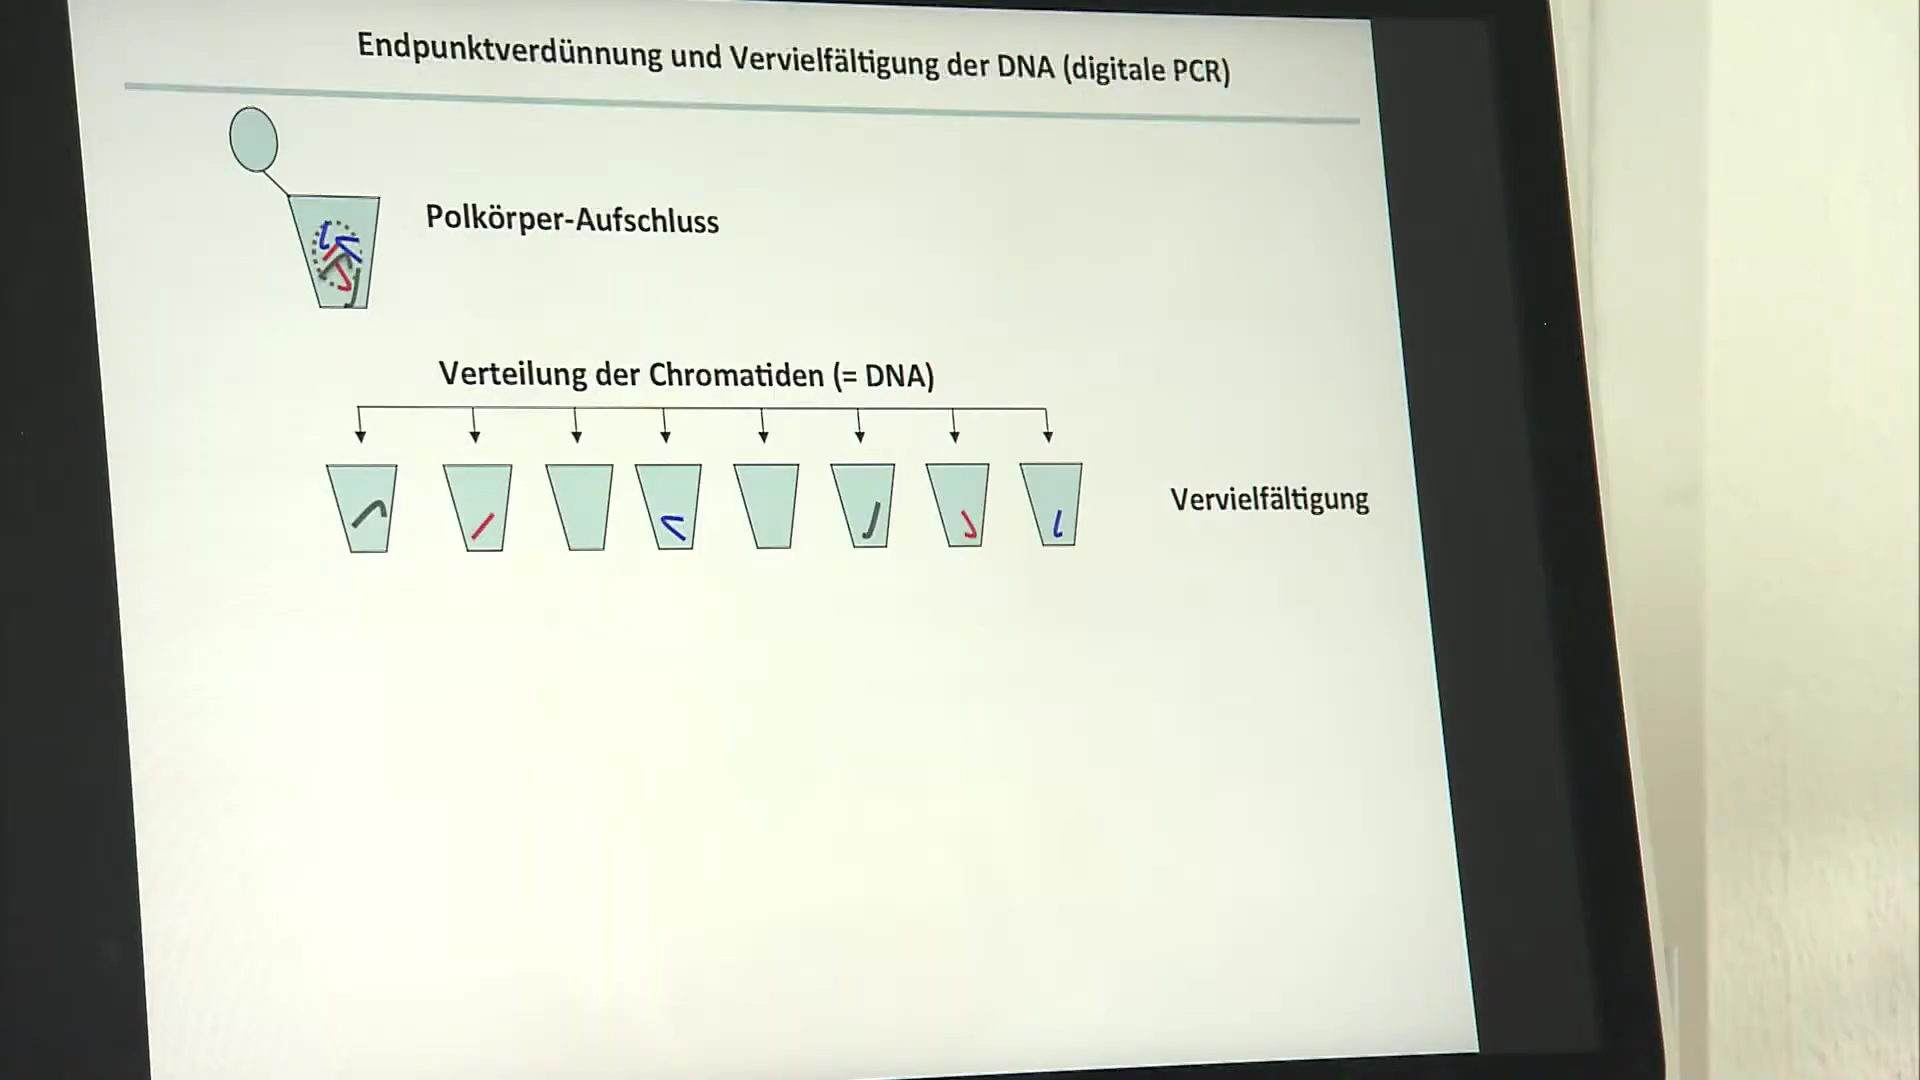 Endpunktverdünnung und Vervielfältigung der DNA (digitale PCR)
Polkörper-Aufschluss
Verteilung der Chromatiden (= DNA)
Vervielfältigung